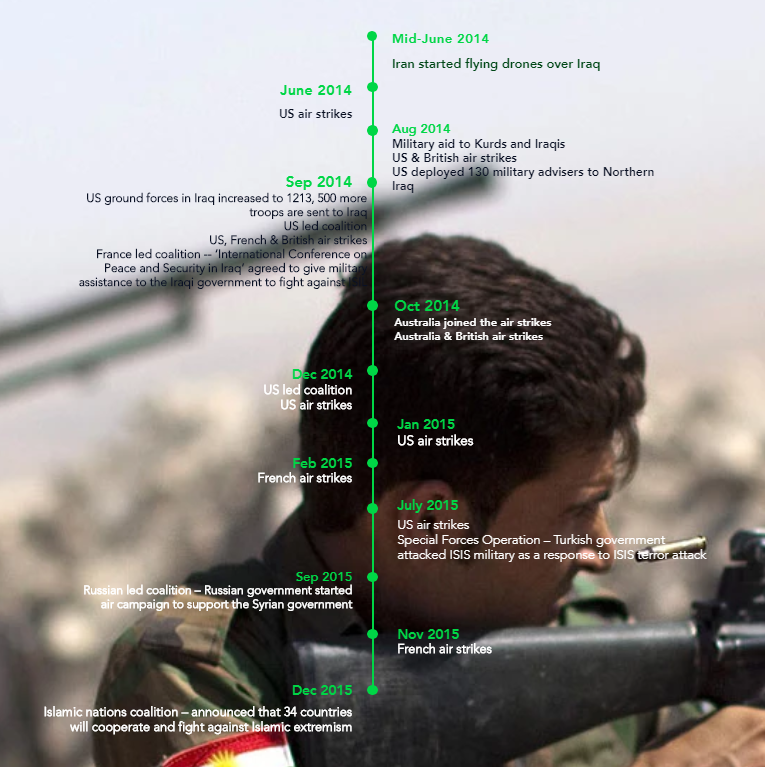 Mid-June 2014
Iran started flying drones over Iraq
June 2014
US air strikes
Aug 2014
Military aid to Kurds and Iraqis
US & British air strikes
US deployed 130 military advisers to Northern
Iraq
Sep 2014
US ground forces in Iraq increased to 1213, 500 more
troops are sent to Iraq
US led coalition
US, French & British air strikes
France led coalition -- 'International Conference on
Peace and Security in Iraq' agreed to give military
assistance to the Iraqi government to fight against
Oct 2014
Australia joined the air strikes
Australia & British air strikes
Dec 2014
US led coalition
US air strikes
Jan 2015
US air strikes
Feb 2015
French air strikes
July 2015
US air strikes
Special Forces Operation – Turkish government
attacked ISIS military as a response to ISIS terror attack
Sep 2015
Russian led coalition – Russian government started
air campaign to support the Syrian government
Nov 2015
French air strikes
Dec 2015
Islamic nations coalition – announced that 34 countries
will cooperate and fight against Islamic extremism